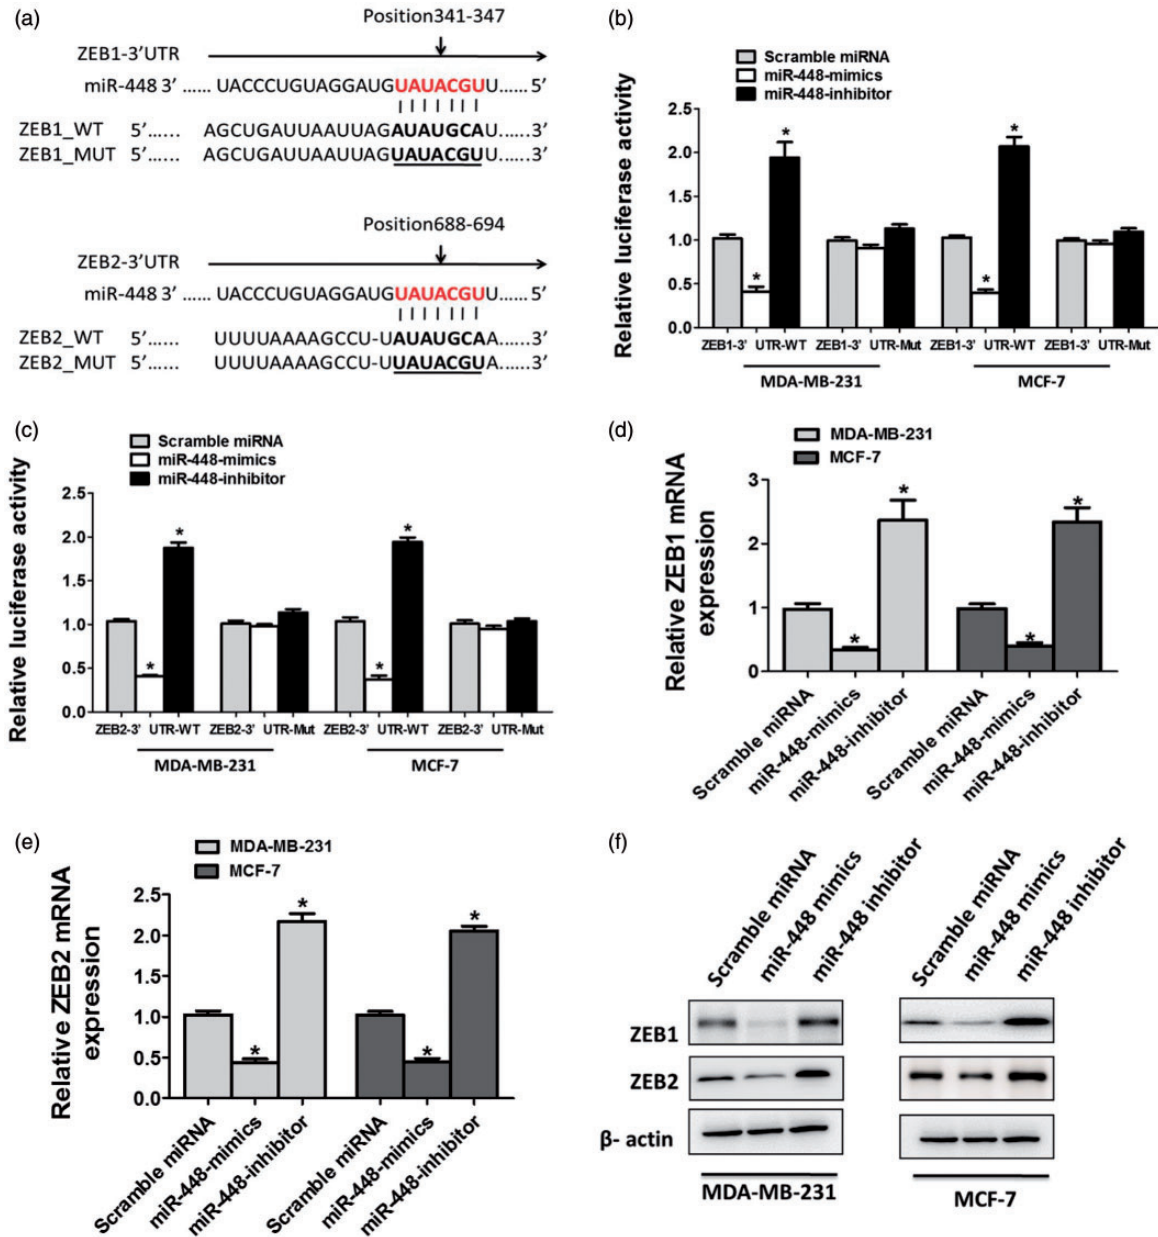 (a)
Position341-347
ZEB1-3’UTR
miR-448 3’ ...... UACCCUGUAGGAUGUAUACGUU...... 5’
ZEB1_WT 5’...... AGCUGAUUAAUUAGAUAUGCAU......3’
ZEB1_MUT 5’...... AGCUGAUUAAUUAGUAUACGUU......3’
Position688-694
ZEB2-3’UTR
miR-448 3’ ...... UACCCUGUAGGAUGUAUACGUU...... 5’
ZEB2_WT 5’...... UUUUAAAAGCCU-UAUAUGCAA......3’
ZEB2_MUT 5’...... UUUUAAAAGCCU-UUAUACGUA......3’
(b)
Scramble miRNA
miR-448-mimics
miR-448-inhibitor
Relative luciferase activity
2.5
2.0
1.5
1.0
0.5
0.0
* * * *
ZEB1-3’ UTR-WT ZEB1-3’ UTR-Mut ZEB1-3’ UTR-WT ZEB1-3’ UTR-Mut
MDA-MB-231 MCF-7
(c)
Scramble miRNA
miR-448-mimics
miR-448-inhibitor
Relative luciferase activity
2.5
2.0
1.5
1.0
0.5
0.0
* * * *
ZEB2-3’ UTR-WT ZEB2-3’ UTR-Mut ZEB2-3’ UTR-WT ZEB2-3’ UTR-Mut
MDA-MB-231 MCF-7
(d)
MDA-MB-231
MCF-7
Relative ZEB1 mRNA
expression
3
2
1
0
* * * *
Scramble miRNA
miR-448-mimics
miR-448-inhibitor
Scramble miRNA
miR-448-mimics
miR-448-inhibitor
(e)
MDA-MB-231
MCF-7
Relative ZEB2 mRNA
expression
2.5
2.0
1.5
1.0
0.5
0.0
* * * *
Scramble miRNA
miR-448-mimics
miR-448-inhibitor
Scramble miRNA
miR-448-mimics
miR-448-inhibitor
(f)
Scramble miRNA
miR-448 mimics
miR-448 inhibitor
Scramble miRNA
miR-448 mimics
miR-448 inhibitor
ZEB1
ZEB2
β- actin
MDA-MB-231 MCF-7